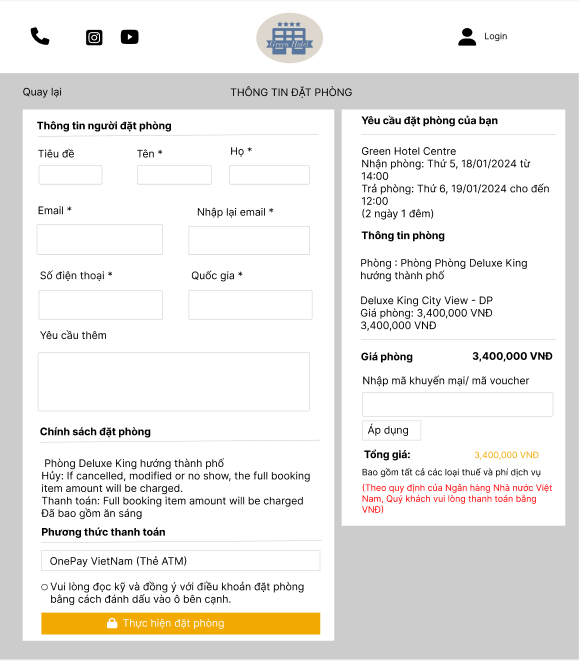 Green Hotel
Login
Quay lại
THÔNG TIN ĐẶT PHÒNG
Thông tin người đặt phòng
Tiêu đề
Tên *
Họ *
Email *
Nhập lại email *
Số điện thoại *
Quốc gia *
Yêu cầu thêm
Chính sách đặt phòng
Phòng Deluxe King hướng thành phố
Hủy: If cancelled, modified or no show, the full booking
item amount will be charged.
Thanh toán: Full booking item amount will be charged
Đã bao gồm ăn sáng
Phương thức thanh toán
OnePay VietNam (Thẻ ATM)
Vui lòng đọc kỹ và đồng ý với điều khoản đặt phòng
bằng cách đánh dấu vào ô bên cạnh.
Thực hiện đặt phòng
Yêu cầu đặt phòng của bạn
Green Hotel Centre
Nhận phòng: Thứ 5, 18/01/2024 từ
14:00
Trả phòng: Thứ 6, 19/01/2024 cho đến
12:00
(2 ngày 1 đêm)
Thông tin phòng
Phòng : Phòng Phòng Deluxe King
hướng thành phố
Deluxe King City View - DP
Giá phòng: 3,400,000 VNĐ
3,400,000 VNĐ
Giá phòng 3,400,000 VNĐ
Nhập mã khuyến mại/ mã voucher
Áp dụng
Tổng giá: 3,400,000 VNĐ
Bao gồm tất cả các loại thuế và phí dịch vụ
(Theo quy định của Ngân hàng Nhà nước Việt
Nam, Quý khách vui lòng thanh toán bằng
VNĐ)